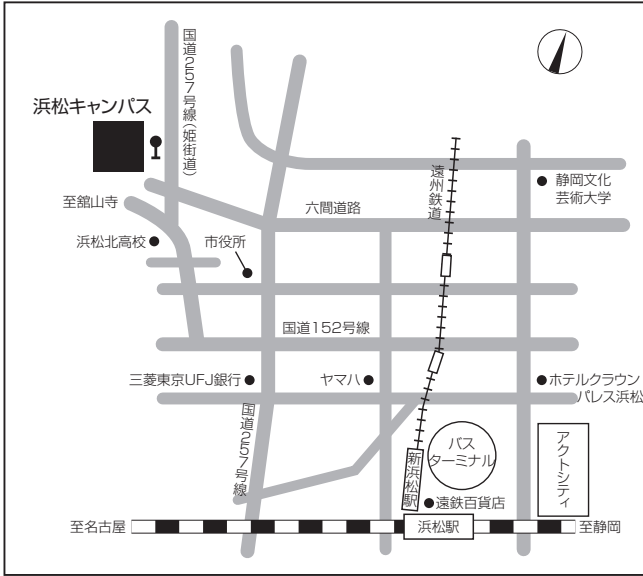 国道257号線(姫街道)
浜松キャンパス
遠州鉄道
静岡文化
芸術大学
至舘山寺
六間道路
浜松北高校
市役所
国道152号線
三菱東京UFJ銀行
ヤマハ
ホテルクラウン
パレス浜松
国道257号線
バス
ターミナル
アクトシティ
新浜松駅
遠鉄百貨店
至名古屋
浜松駅
至静岡